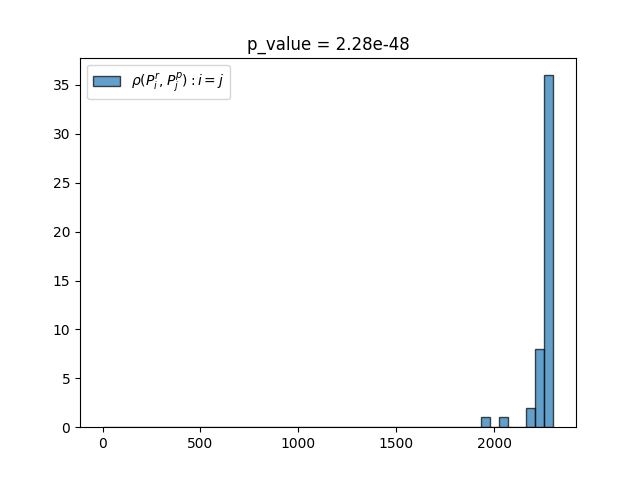 p_value = 2.28e-48
ρ(P_i^r, P_j^p) : i = j
35
30
25
20
15
10
5
0
0 500 1000 1500 2000